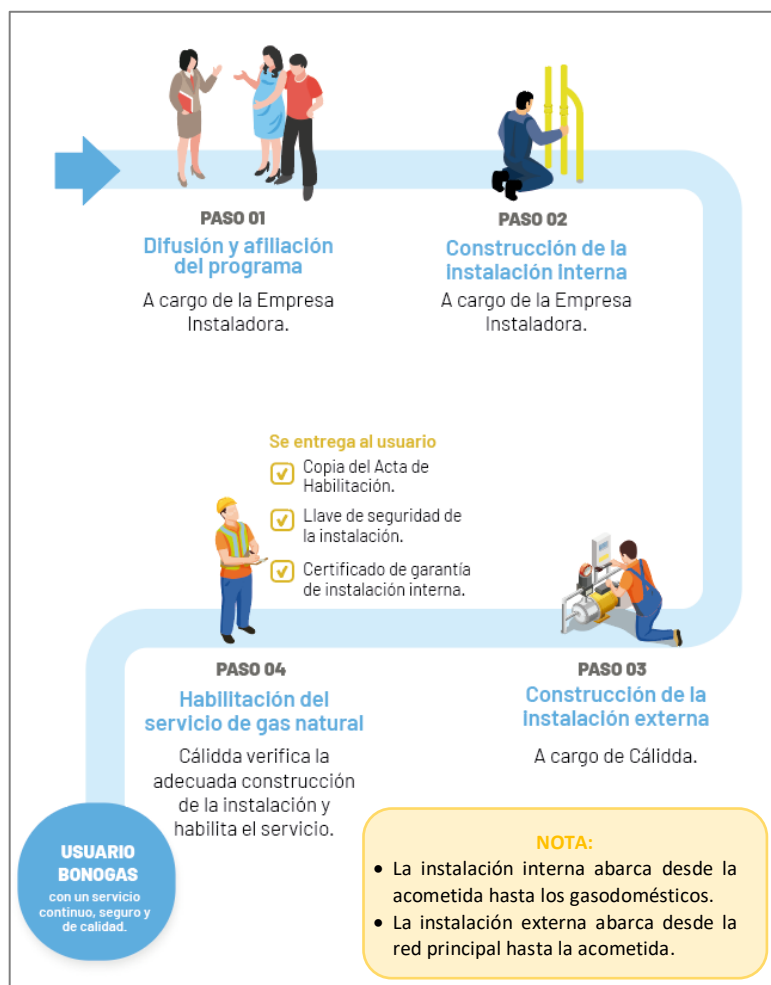 PASO 01
Difusión y afiliación
del programa
A cargo de la Empresa
Instaladora.
PASO 02
Construcción de la
instalación interna
A cargo de la Empresa
Instaladora.
Se entrega al usuario
Copia del Acta de
Habilitación.
Llave de seguridad de
la instalación.
Certificado de garantía
de instalación interna.
PASO 03
Construcción de la
instalación externa
A cargo de Cálidda.
PASO 04
Habilitación del
servicio de gas natural
Cálidda verifica la
adecuada construcción
de la instalación y
habilita el servicio.
USUARIO
BONOGAS
con un servicio
continuo, seguro y
de calidad.
NOTA:
• La instalación interna abarca desde la
acometida hasta los gasodomésticos.
• La instalación externa abarca desde la
red principal hasta la acometida.